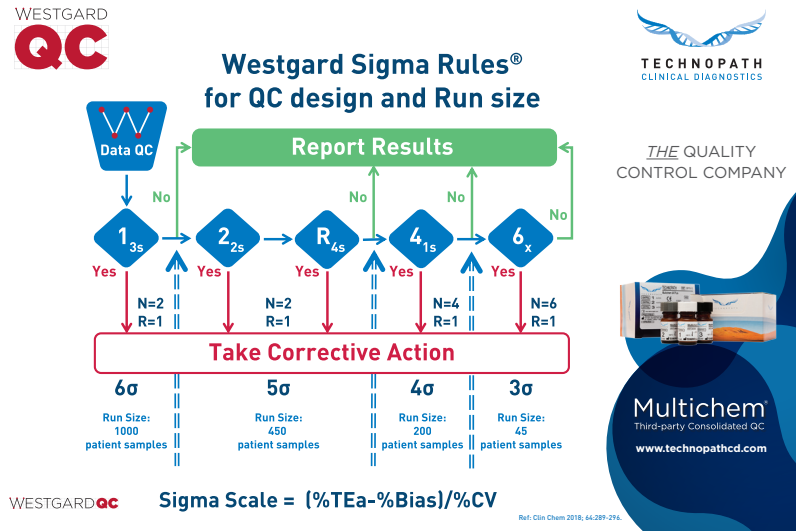 WESTGARD
QC
Westgard Sigma Rules®
for QC design and Run size
TECHNOPATH
CLINICAL DIAGNOSTICS
THE QUALITY
CONTROL COMPANY
Data QC
Report Results
No
No
No
No
1 3s
2 2s
R 4s
4 1s
6 x
Yes
Yes
Yes
Yes
Yes
N=2
R=1
N=2
R=1
N=4
R=1
N=6
R=1
Take Corrective Action
6σ
5σ
4σ
3σ
Run Size:
1000
patient samples
Run Size:
450
patient samples
Run Size:
200
patient samples
Run Size:
45
patient samples
Multichem®
Third-party Consolidated QC
www.technopathcd.com
WESTGARDQC
Sigma Scale = (%TEa-%Bias)/%CV
Ref: Clin Chem 2018; 64:289-296.